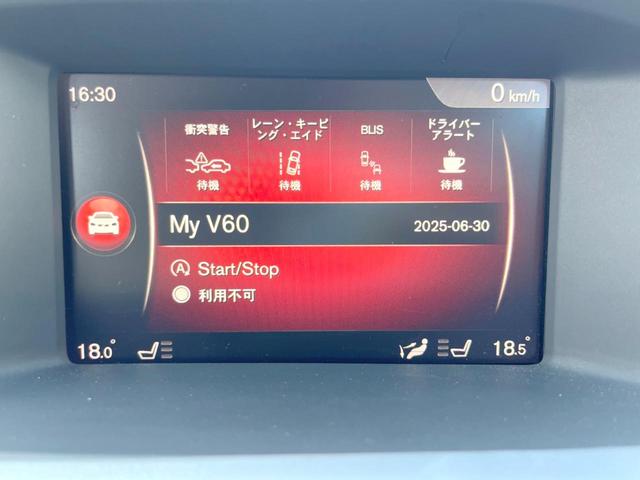 16:30
0 km/h
衝突警告
レーン・キーピ
ング・エイド
BLIS
ドライバー
アラート
待機
待機
待機
待機
My V60
2025-06-30
Start/Stop
利用不可
18.0°
18.5°